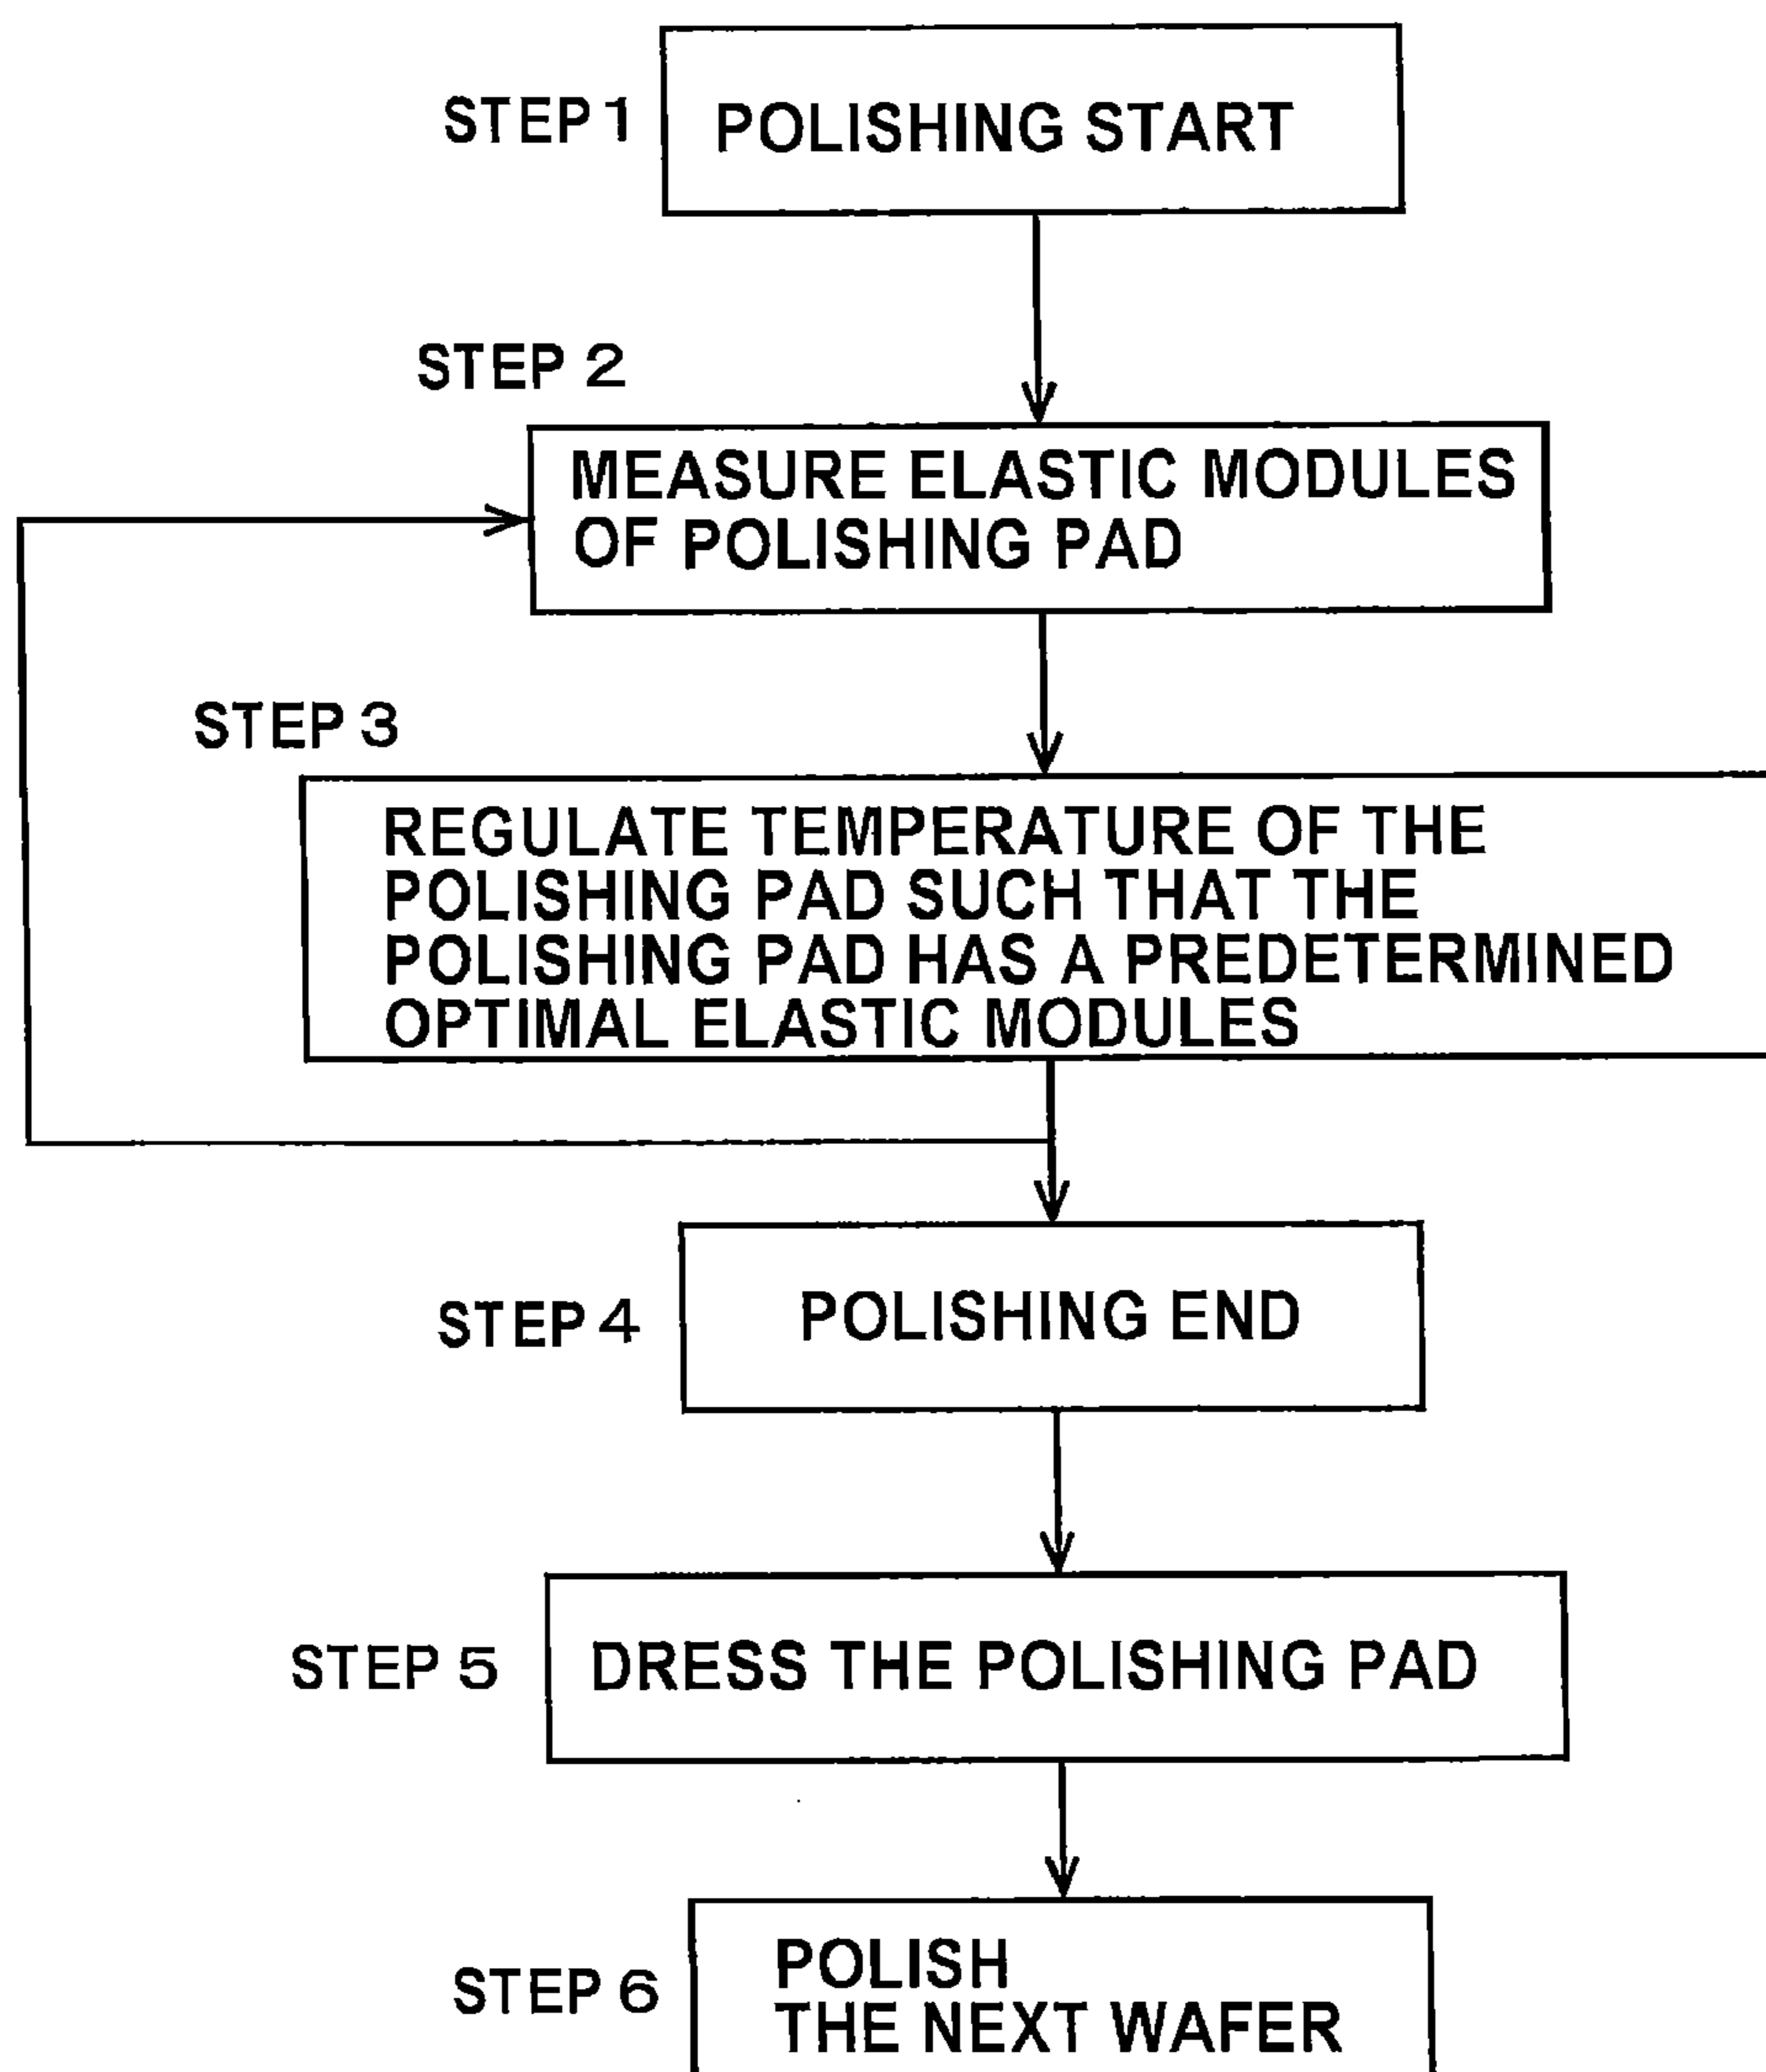 STEP 1
POLISHING START
STEP 2
MEASURE ELASTIC MODULES
OF POLISHING PAD
STEP 3
REGULATE TEMPERATURE OF THE
POLISHING PAD SUCH THAT THE
POLISHING PAD HAS A PREDETERMINED
OPTIMAL ELASTIC MODULES
STEP 4
POLISHING END
STEP 5
DRESS THE POLISHING PAD
STEP 6
POLISH
THE NEXT WAFER